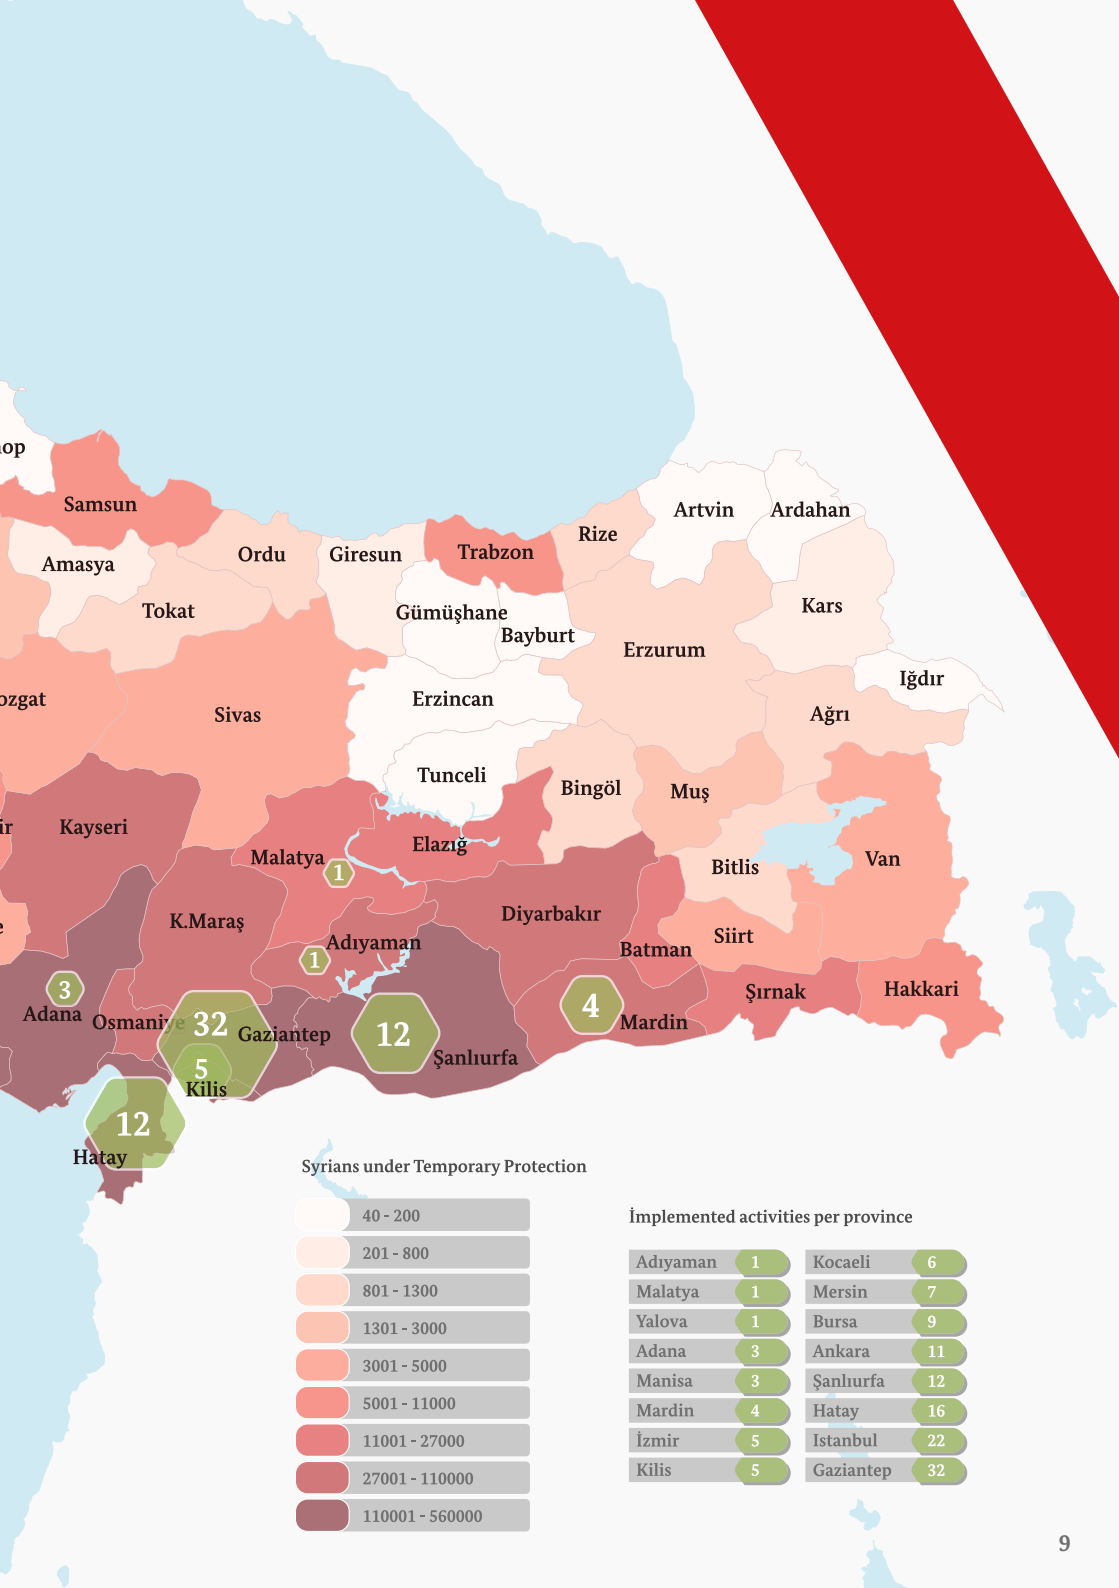 nop
Samsun
Amasya
Ordu
Giresun
Trabzon
Rize
Artvin
Ardahan
Tokat
Gümüşhane
Bayburt
Kars
Erzurum
Iğdır
ozgat
Sivas
Erzincan
Ağrı
Tunceli
Bingöl
Muş
ir
Kayseri
Malatya
1
Elazığ
Bitlis
Van
e
K.Maraş
Diyarbakır
Siirt
Adıyaman
1
Batman
3
Adana
Osmaniye
32
Gaziantep
12
4
Mardin
Şırnak
Hakkari
5
Kilis
Şanlıurfa
12
Hatay
Syrians under Temporary Protection
40 - 200
201 - 800
801 - 1300
1301 - 3000
3001 - 5000
5001 - 11000
11001 - 27000
27001 - 110000
110001 - 560000
İmplemented activities per province
Adıyaman 1
Malatya 1
Yalova 1
Adana 3
Manisa 3
Mardin 4
İzmir 5
Kilis 5
Kocaeli 6
Mersin 7
Bursa 9
Ankara 11
Şanlıurfa 12
Hatay 16
Istanbul 22
Gaziantep 32
9